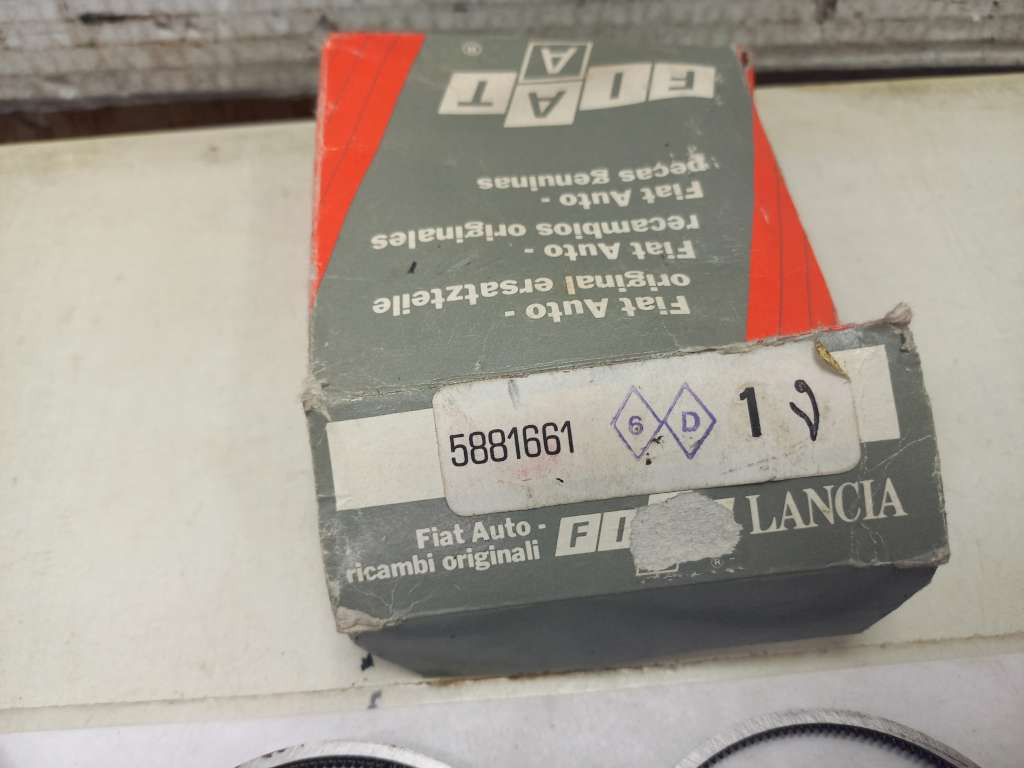 FIAT
A
®
Fiat Auto -
peças genuinas
Fiat Auto -
recambios originales
Fiat Auto -
original ersatzteile
5881661 6 D 1
Fiat Auto -
ricambi originali
LANCIA
®